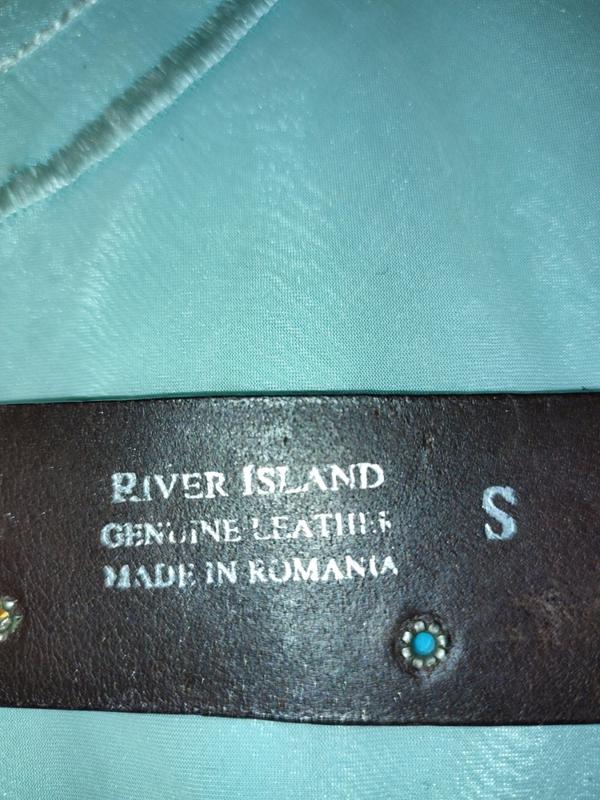 RIVER ISLAND
GENUINE LEATHER S
MADE IN ROMANIA